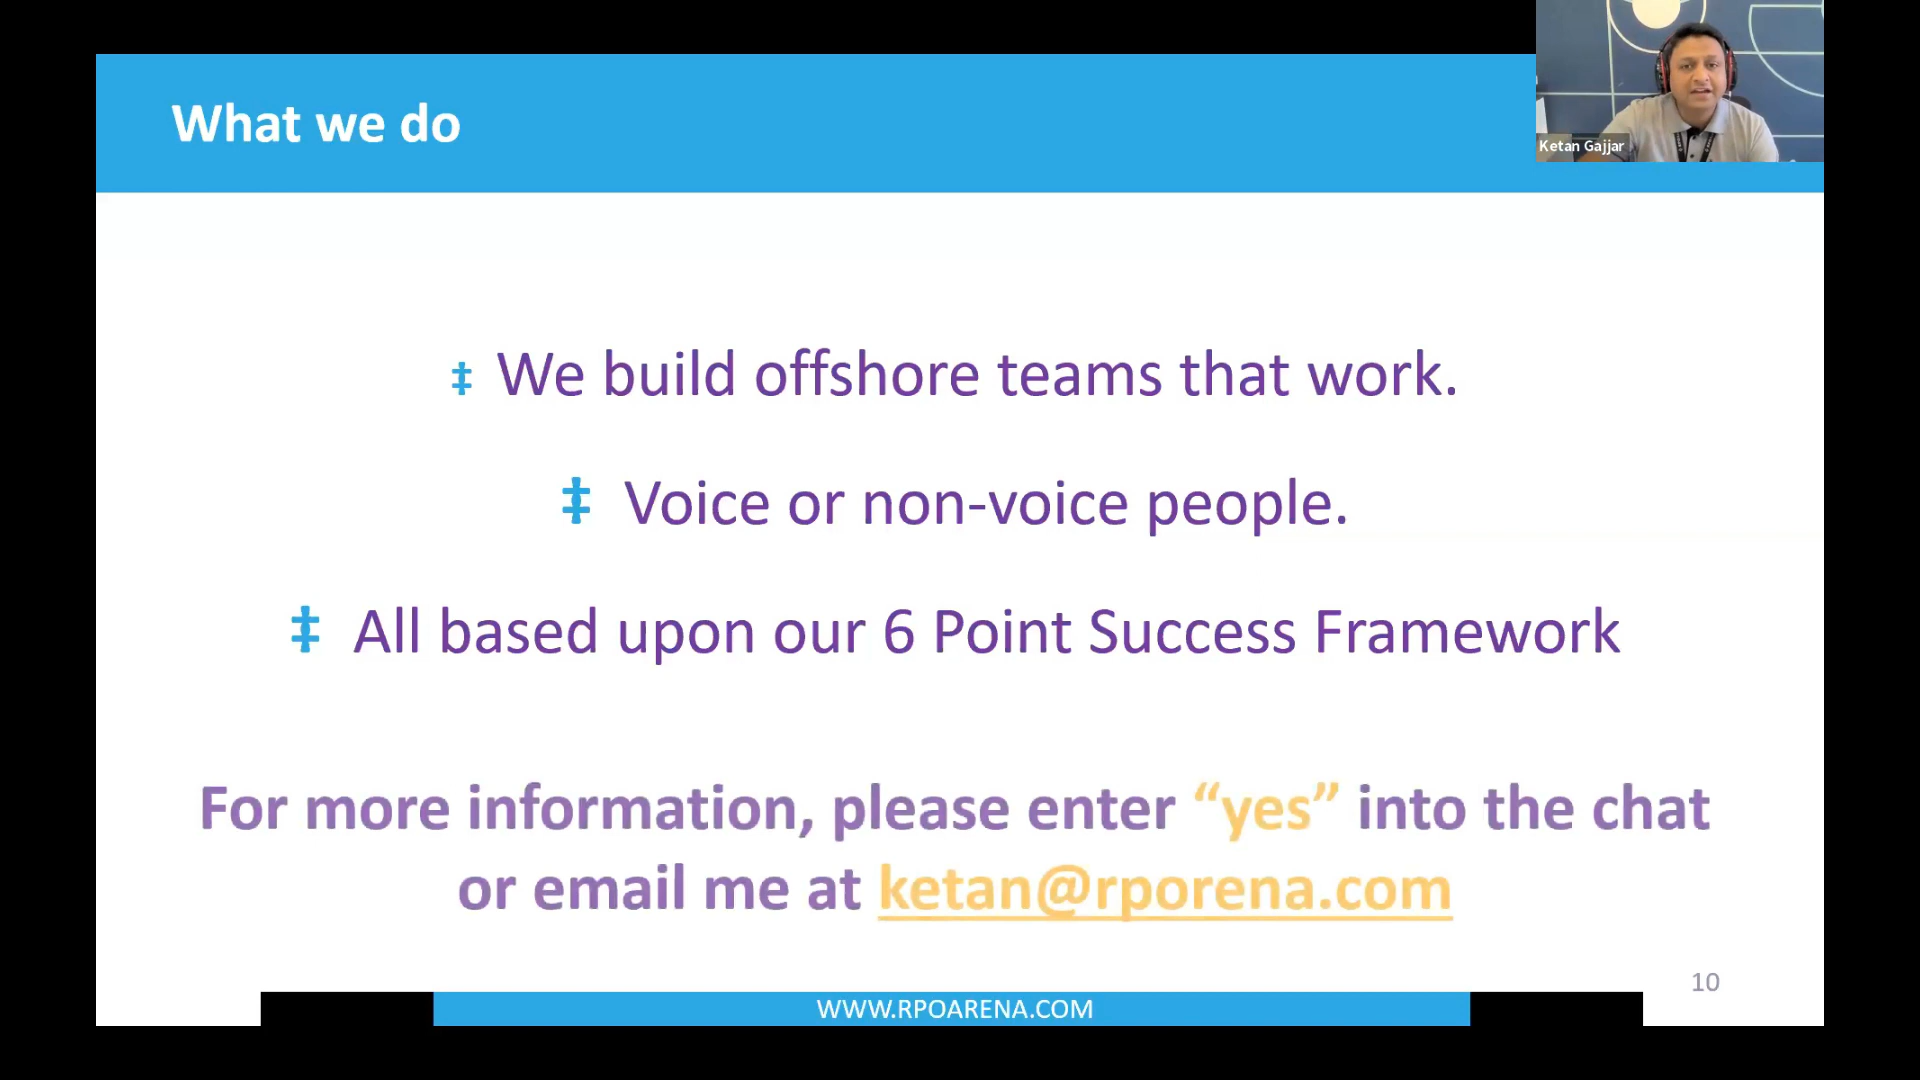 What we do
Ketan Gajjar
‡ We build offshore teams that work.
‡ Voice or non-voice people.
‡ All based upon our 6 Point Success Framework
For more information, please enter “yes” into the chat
or email me at ketan@rporena.com
10
WWW.RPOARENA.COM